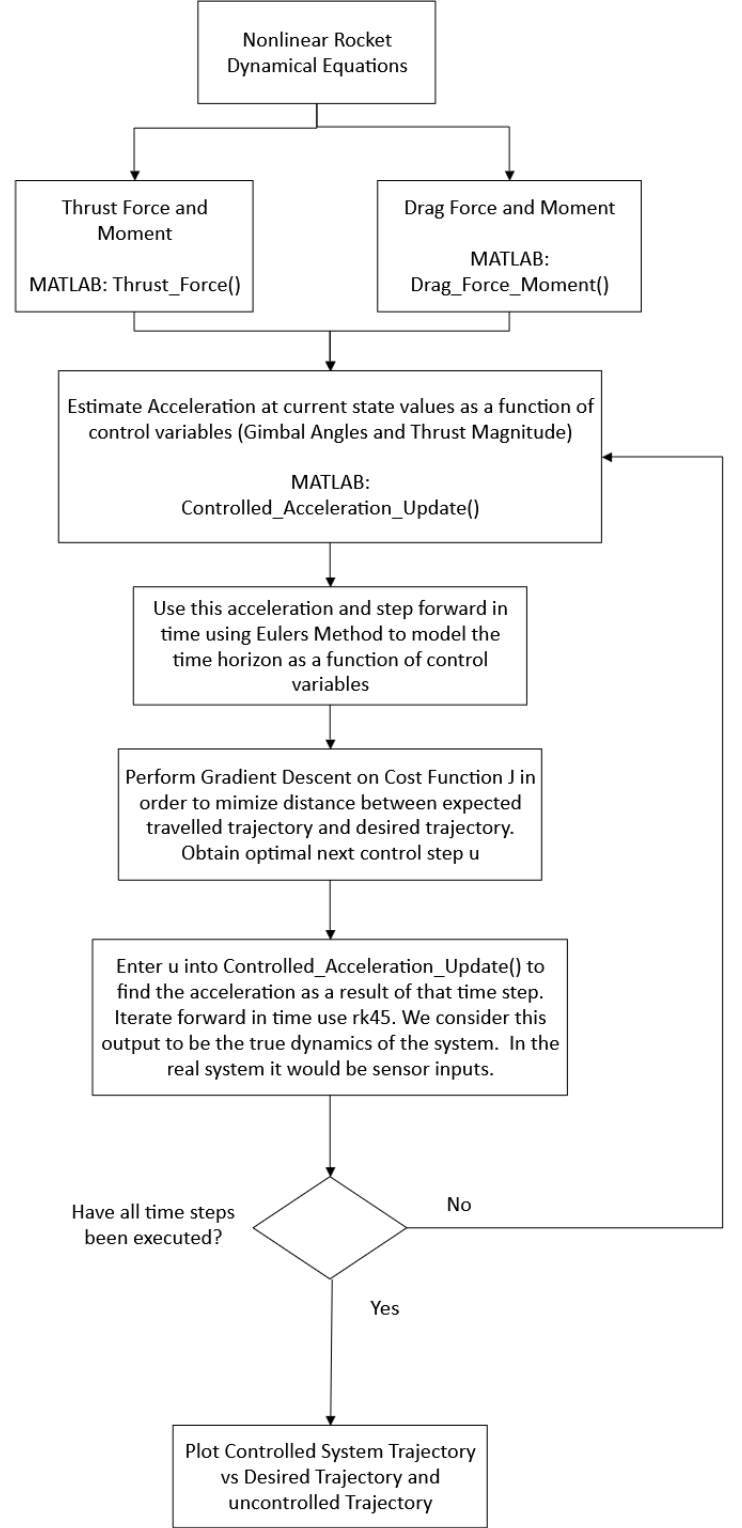 Nonlinear Rocket
Dynamical Equations
Thrust Force and
Moment
MATLAB: Thrust_Force()
Drag Force and Moment
MATLAB:
Drag_Force_Moment()
Estimate Acceleration at current state values as a function of
control variables (Gimbal Angles and Thrust Magnitude)
MATLAB:
Controlled_Acceleration_Update()
Use this acceleration and step forward in
time using Eulers Method to model the
time horizon as a function of control
variables
Perform Gradient Descent on Cost Function J in
order to mimize distance between expected
travelled trajectory and desired trajectory.
Obtain optimal next control step u
Enter u into Controlled_Acceleration_Update() to
find the acceleration as a result of that time step.
Iterate forward in time use rk45. We consider this
output to be the true dynamics of the system.  In the
real system it would be sensor inputs.
Have all time steps
been executed?
No
Yes
Plot Controlled System Trajectory
vs Desired Trajectory and
uncontrolled Trajectory